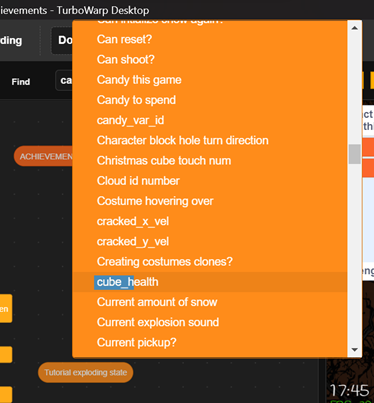 ievements - TurboWarp Desktop
ding
Do
Find
ca
Can reset?
Can shoot?
Candy this game
Candy to spend
candy_var_id
Character block hole turn direction
ACHIEVEMEN
Christmas cube touch num
Cloud id number
Costume hovering over
cracked_x_vel
cracked_y_vel
Creating costumes clones?
cube_health
Current amount of snow
Current explosion sound
Current pickup?
Tutorial exploding state
17:45